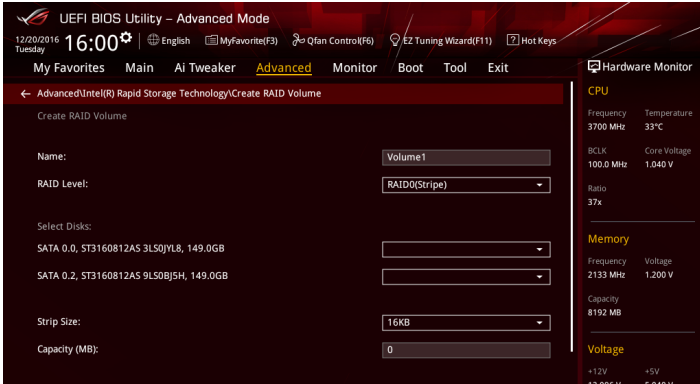 UEFI BIOS Utility – Advanced Mode
12/20/2016 Tuesday 16:00 English MyFavorite(F3) Qfan Control(F6) EZ Tuning Wizard(F11) ? Hot Keys
My Favorites Main Ai Tweaker Advanced Monitor Boot Tool Exit
Hardware Monitor
← Advanced\Intel(R) Rapid Storage Technology\Create RAID Volume
Create RAID Volume
Name: Volume1
RAID Level: RAID0(Stripe)
Select Disks:
SATA 0.0, ST3160812AS 3LS0JYL8, 149.0GB
SATA 0.2, ST3160812AS 9LS0BJ5H, 149.0GB
Strip Size: 16KB
Capacity (MB): 0
CPU
Frequency Temperature
3700 MHz 33°C
BCLK Core Voltage
100.0 MHz 1.040 V
Ratio
37x
Memory
Frequency Voltage
2133 MHz 1.200 V
Capacity
8192 MB
Voltage
+12V +5V